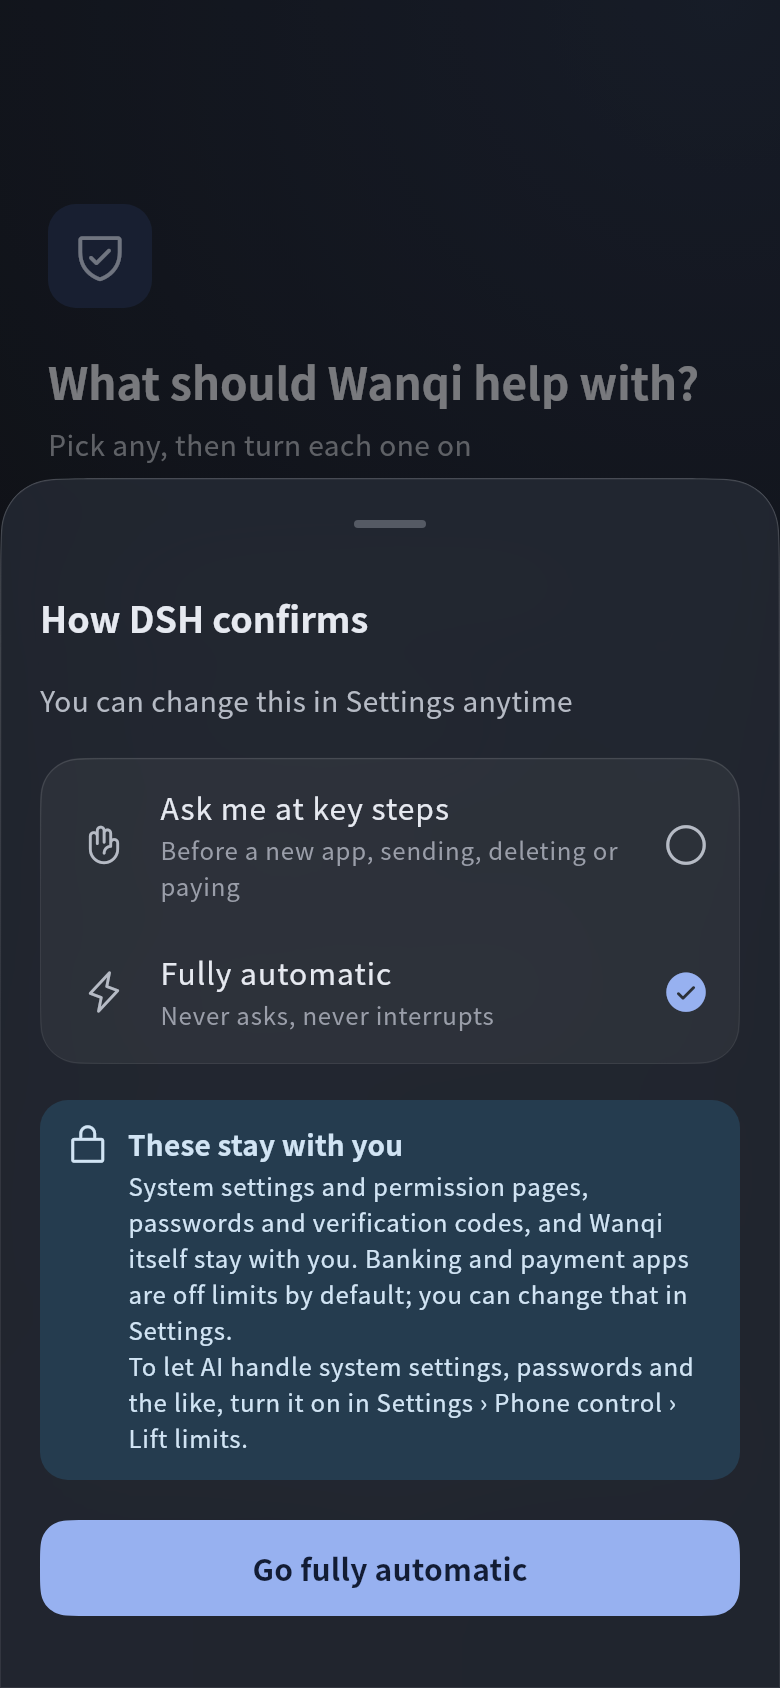 What should Wanqi help with?
Pick any, then turn each one on
How DSH confirms
You can change this in Settings anytime
Ask me at key steps
Before a new app, sending, deleting or
paying
Fully automatic
Never asks, never interrupts
These stay with you
System settings and permission pages,
passwords and verification codes, and Wanqi
itself stay with you. Banking and payment apps
are off limits by default; you can change that in
Settings.
To let AI handle system settings, passwords and
the like, turn it on in Settings › Phone control ›
Lift limits.
Go fully automatic